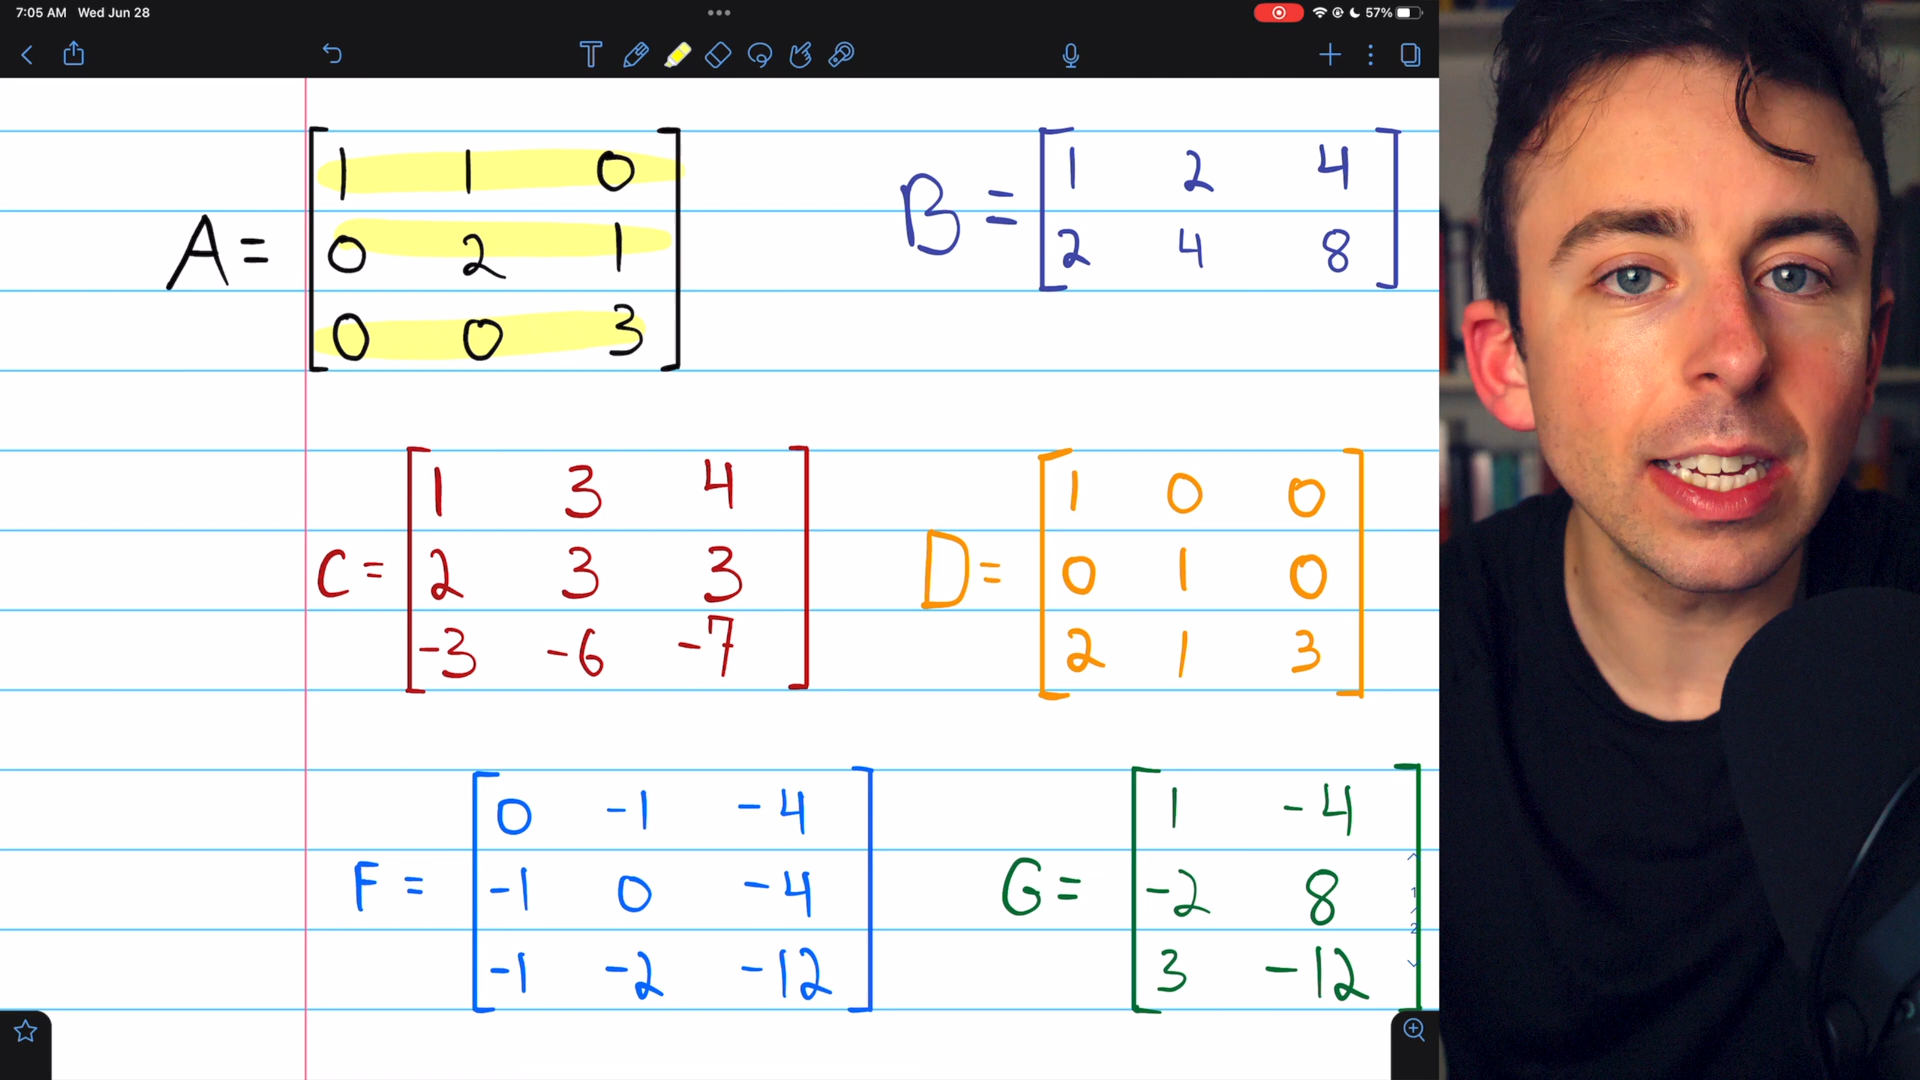 7:05 AM Wed Jun 28
57%
A = [ 1 1 0
0 2 1
0 0 3 ]
B = [ 1 2 4
2 4 8 ]
C = [ 1 3 4
2 3 3
-3 -6 -7 ]
D = [ 1 0 0
0 1 0
2 1 3 ]
F = [ 0 -1 -4
-1 0 -4
-1 -2 -12 ]
G = [ 1 -4
-2 8
3 -12 ]
1
2